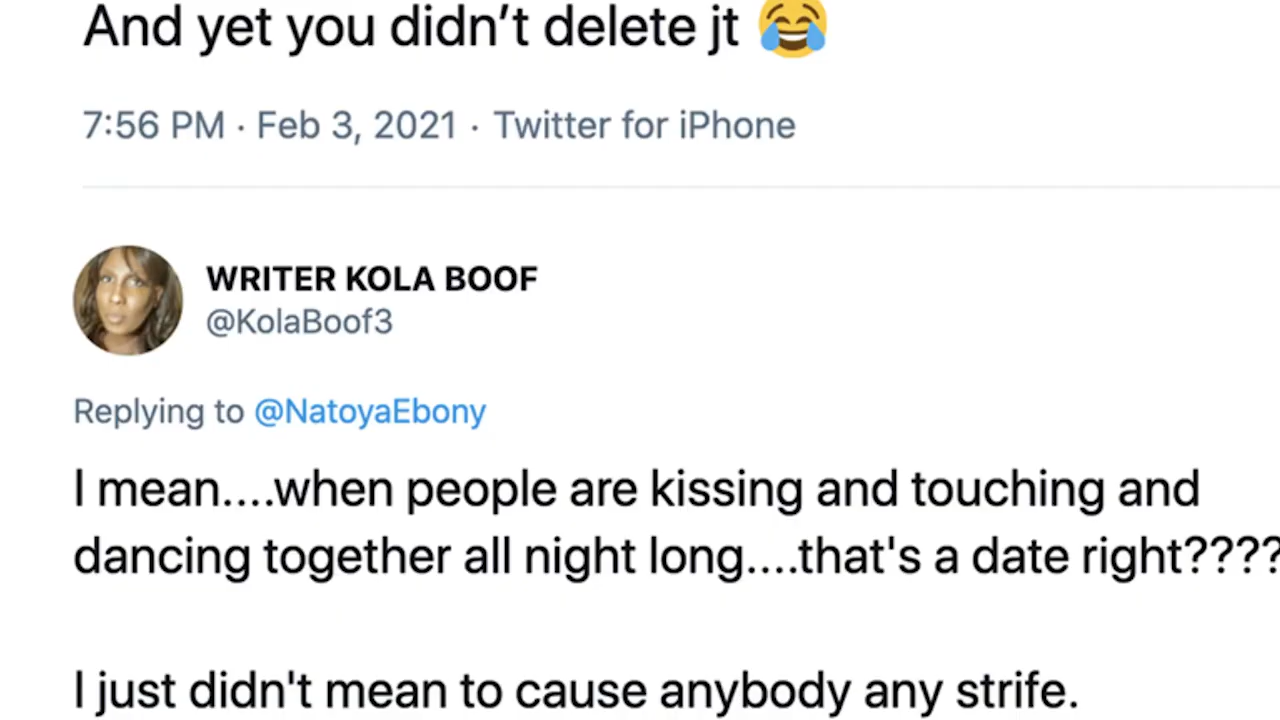 And yet you didn’t delete jt 😂
7:56 PM · Feb 3, 2021 · Twitter for iPhone
WRITER KOLA BOOF
@KolaBoof3
Replying to @NatoyaEbony
I mean....when people are kissing and touching and
dancing together all night long....that's a date right????
I just didn't mean to cause anybody any strife.